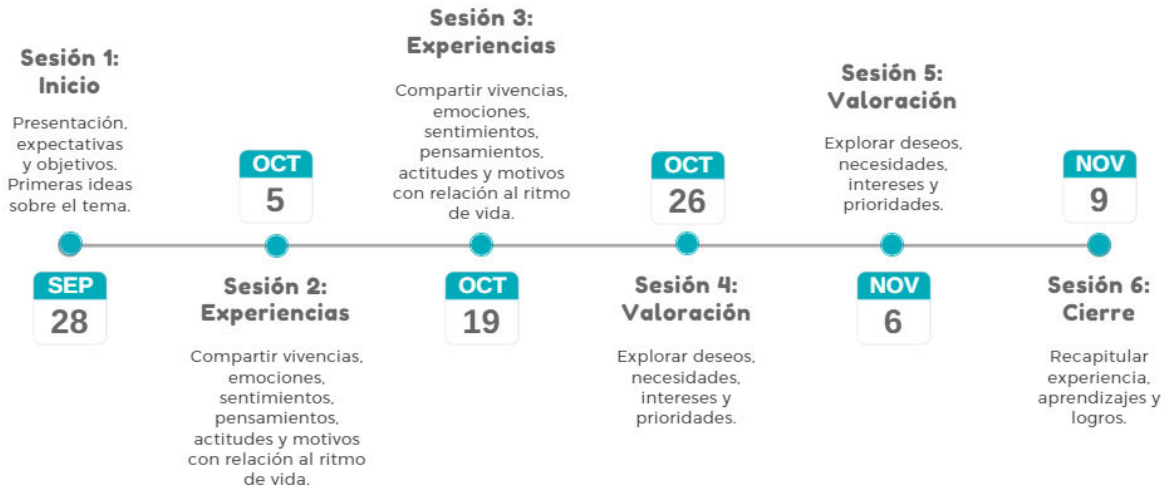 Sesión 1:
Inicio
Presentación,
expectativas
y objetivos.
Primeras ideas
sobre el tema.
SEP
28
OCT
5
Sesión 2:
Experiencias
Compartir vivencias,
emociones,
sentimientos,
pensamientos,
actitudes y motivos
con relación al ritmo
de vida.
Sesión 3:
Experiencias
Compartir vivencias,
emociones,
sentimientos,
pensamientos,
actitudes y motivos
con relación al ritmo
de vida.
OCT
19
OCT
26
Sesión 4:
Valoración
Explorar deseos,
necesidades,
intereses y
prioridades.
Sesión 5:
Valoración
Explorar deseos,
necesidades,
intereses y
prioridades.
NOV
6
NOV
9
Sesión 6:
Cierre
Recapitular
experiencia,
aprendizajes y
logros.